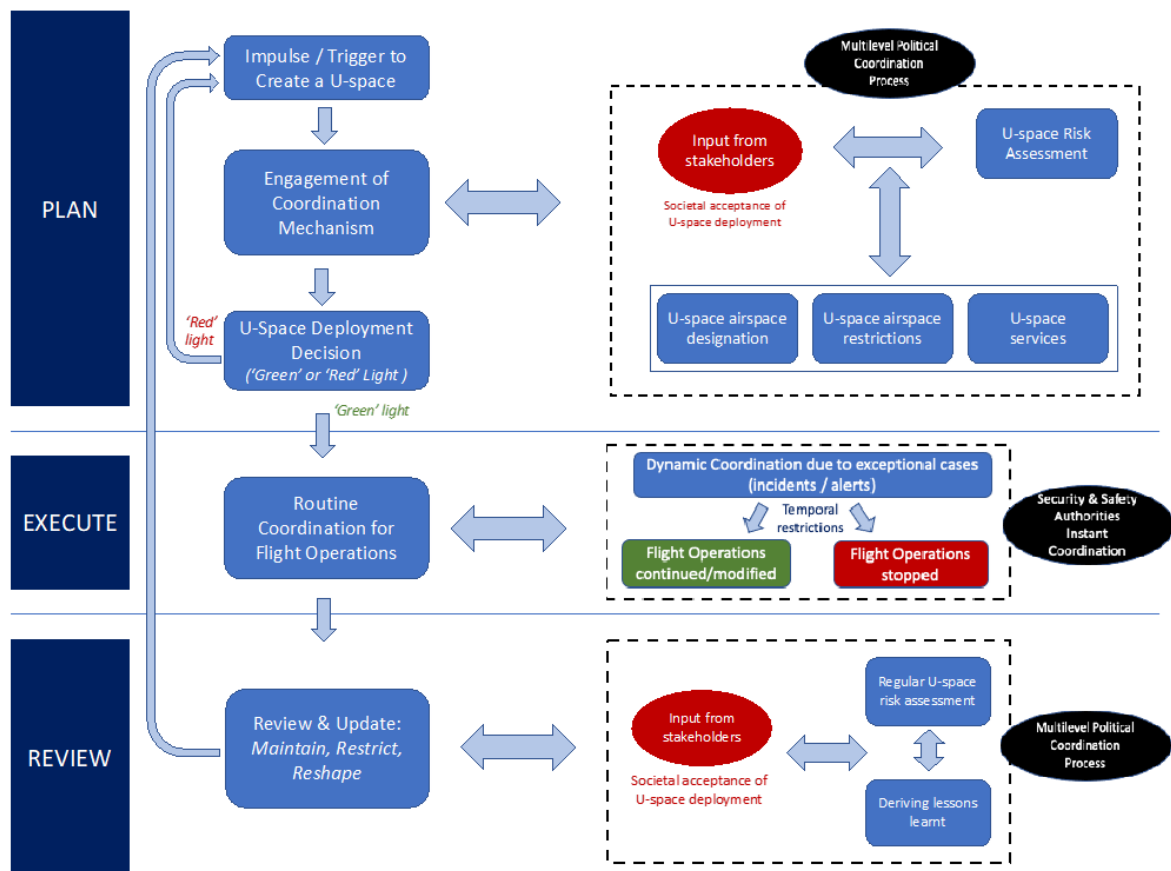 PLAN
Impulse / Trigger to
Create a U-space
Engagement of
Coordination
Mechanism
'Red'
light
U-Space Deployment
Decision
('Green' or 'Red' Light )
'Green' light
Multilevel Political
Coordination
Process
Input from
stakeholders
Societal acceptance of
U-space deployment
U-space Risk
Assessment
U-space airspace
designation
U-space airspace
restrictions
U-space
services
EXECUTE
Routine
Coordination for
Flight Operations
Dynamic Coordination due to exceptional cases
(incidents / alerts)
Temporal
restrictions
Flight Operations
continued/modified
Flight Operations
stopped
Security & Safety
Authorities
Instant
Coordination
REVIEW
Review & Update:
Maintain, Restrict,
Reshape
Input from
stakeholders
Societal acceptance of
U-space deployment
Regular U-space
risk assessment
Deriving lessons
learnt
Multilevel Political
Coordination
Process